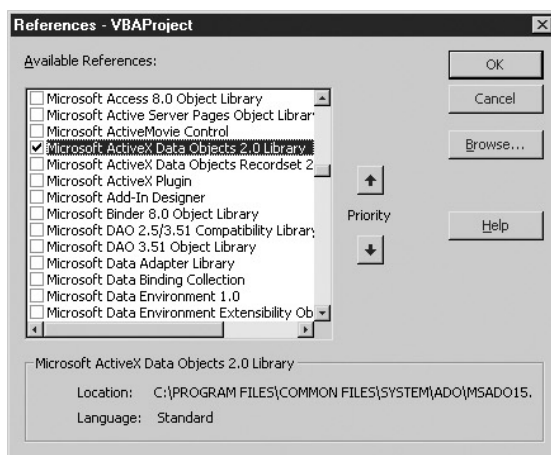 References - VBAProject
Available References:
Microsoft Access 8.0 Object Library
Microsoft Active Server Pages Object Librar
Microsoft ActiveMovie Control
Microsoft ActiveX Data Objects 2.0 Library
Microsoft ActiveX Data Objects Recordset 2
Microsoft ActiveX Plugin
Microsoft Add-In Designer
Microsoft Binder 8.0 Object Library
Microsoft DAO 2.5/3.51 Compatibility Library
Microsoft DAO 3.51 Object Library
Microsoft Data Adapter Library
Microsoft Data Binding Collection
Microsoft Data Environment 1.0
Microsoft Data Environment Extensibility Ob
Priority
OK
Cancel
Browse...
Help
Microsoft ActiveX Data Objects 2.0 Library
Location: C:\PROGRAM FILES\COMMON FILES\SYSTEM\ADO\MSADO15.
Language: Standard